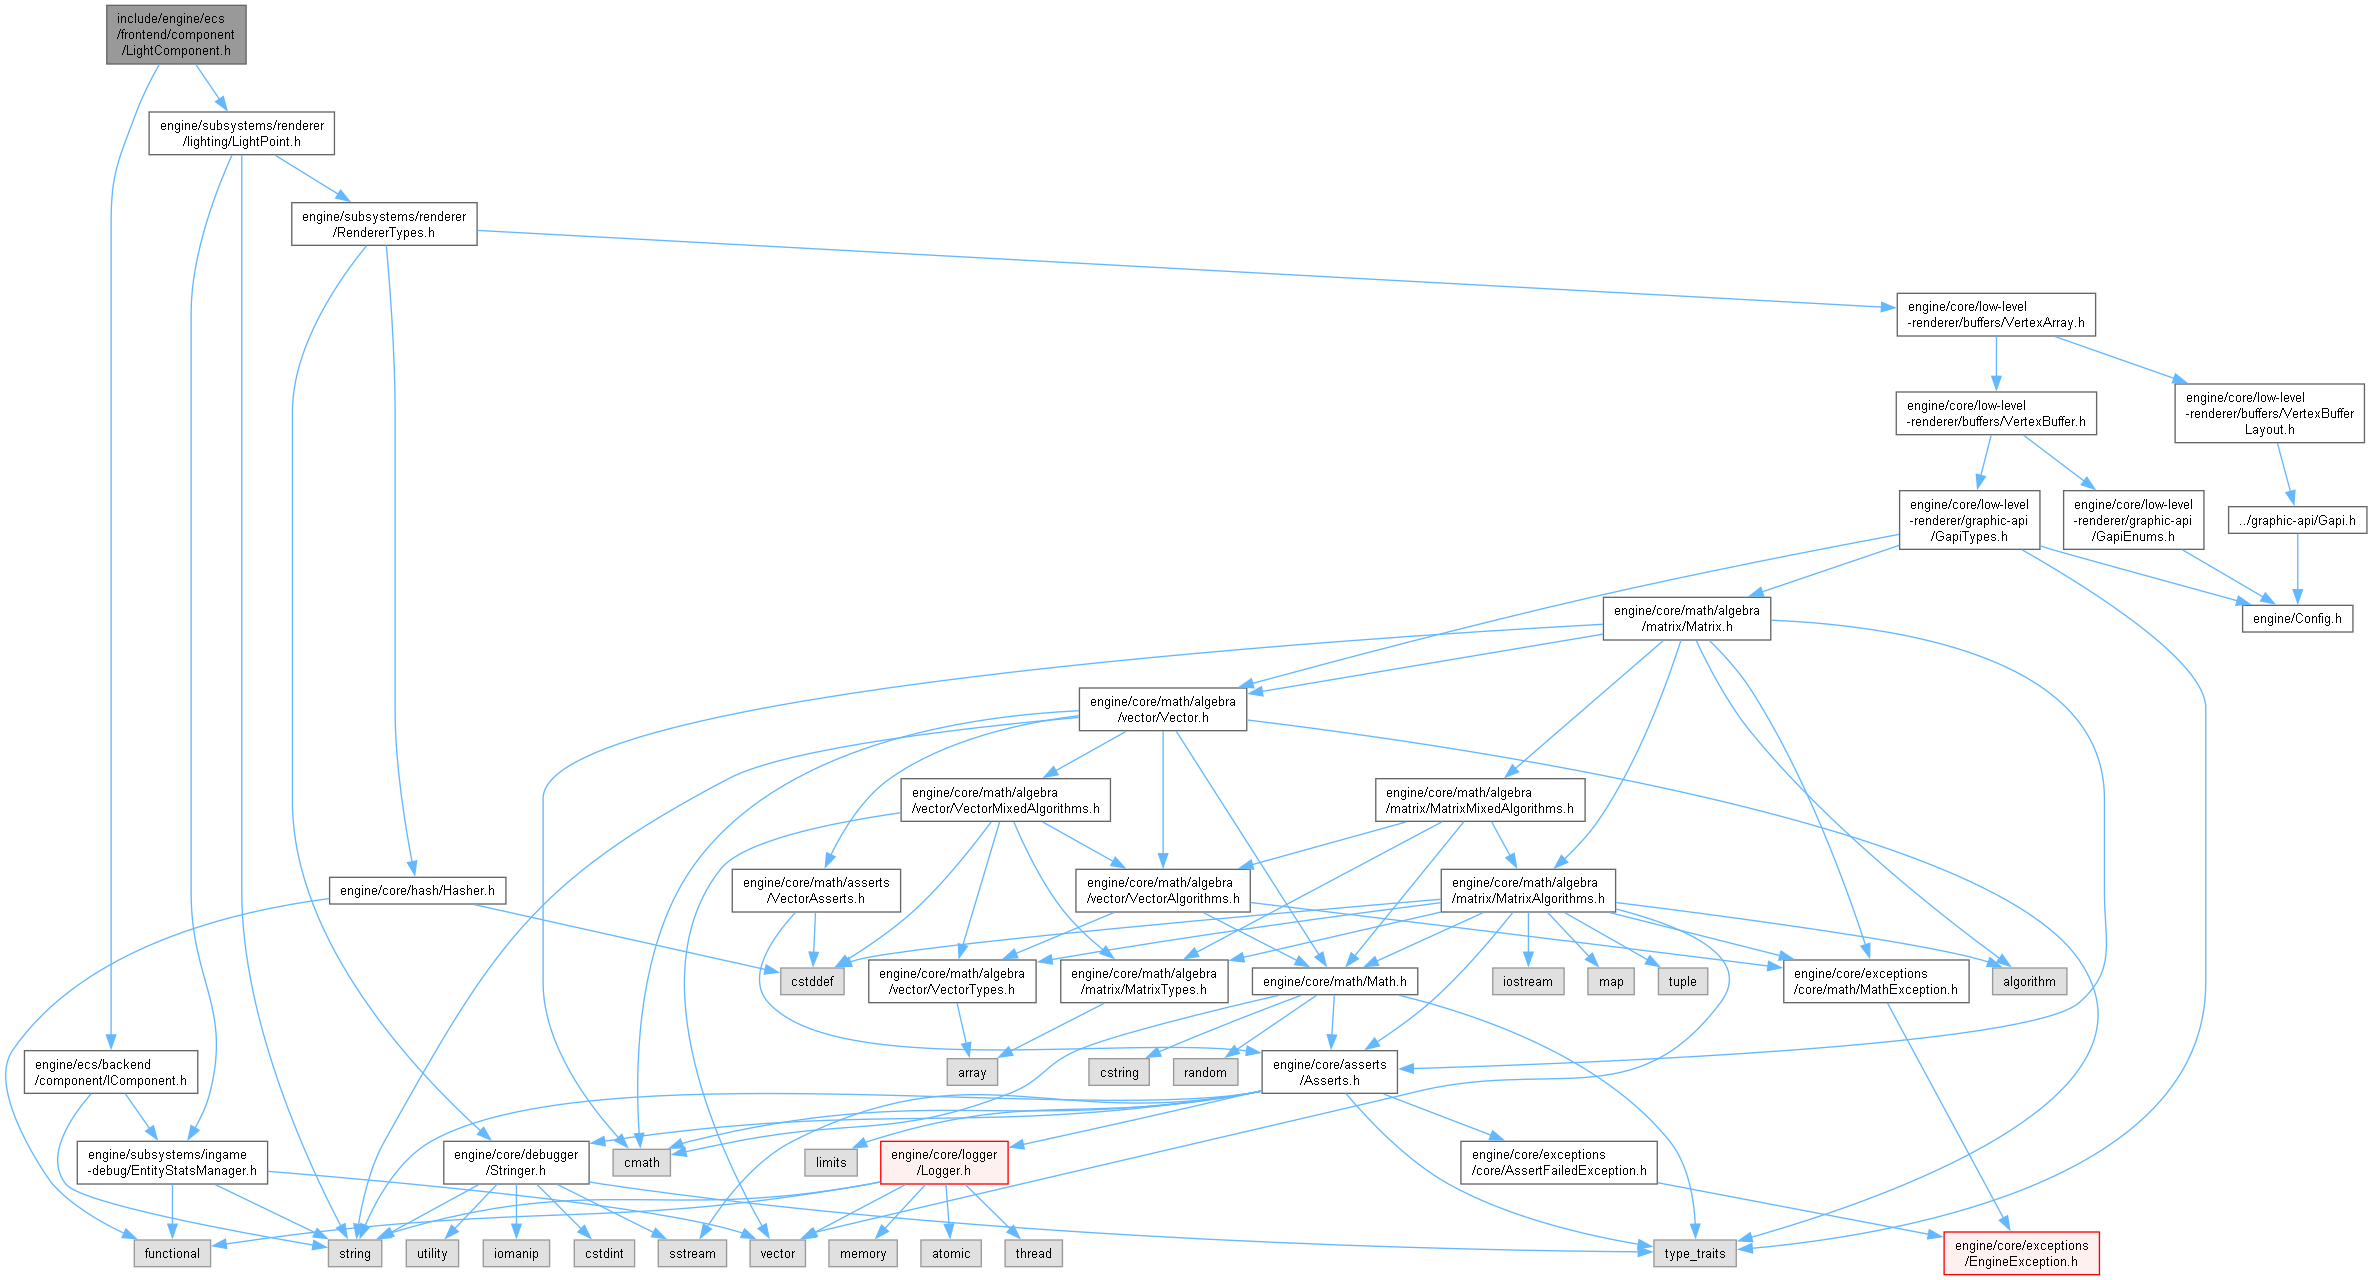 include/engine/ecs
/frontend/component
/LightComponent.h
engine/subsystems/renderer
/lighting/LightPoint.h
engine/subsystems/renderer
/RendererTypes.h
engine/core/low-level
-renderer/buffers/VertexArray.h
engine/core/low-level
-renderer/buffers/VertexBuffer.h
engine/core/low-level
-renderer/buffers/VertexBuffer
Layout.h
engine/core/low-level
-renderer/graphic-api
/GapiTypes.h
engine/core/low-level
-renderer/graphic-api
/GapiEnums.h
../graphic-api/Gapi.h
engine/core/math/algebra
/matrix/Matrix.h
engine/Config.h
engine/core/math/algebra
/vector/Vector.h
engine/core/math/algebra
/vector/VectorMixedAlgorithms.h
engine/core/math/algebra
/matrix/MatrixMixedAlgorithms.h
engine/core/hash/Hasher.h
engine/core/math/asserts
/VectorAsserts.h
engine/core/math/algebra
/vector/VectorAlgorithms.h
engine/core/math/algebra
/matrix/MatrixAlgorithms.h
cstddef
engine/core/math/algebra
/vector/VectorTypes.h
engine/core/math/algebra
/matrix/MatrixTypes.h
engine/core/math/Math.h
iostream
map
tuple
engine/core/exceptions
/core/math/MathException.h
algorithm
engine/ecs/backend
/component/IComponent.h
array
cstring
random
engine/core/asserts
/Asserts.h
engine/subsystems/ingame
-debug/EntityStatsManager.h
engine/core/debugger
/Stringer.h
cmath
limits
engine/core/logger
/Logger.h
engine/core/exceptions
/core/AssertFailedException.h
functional
string
utility
iomanip
cstdint
sstream
vector
memory
atomic
thread
type_traits
engine/core/exceptions
/EngineException.h